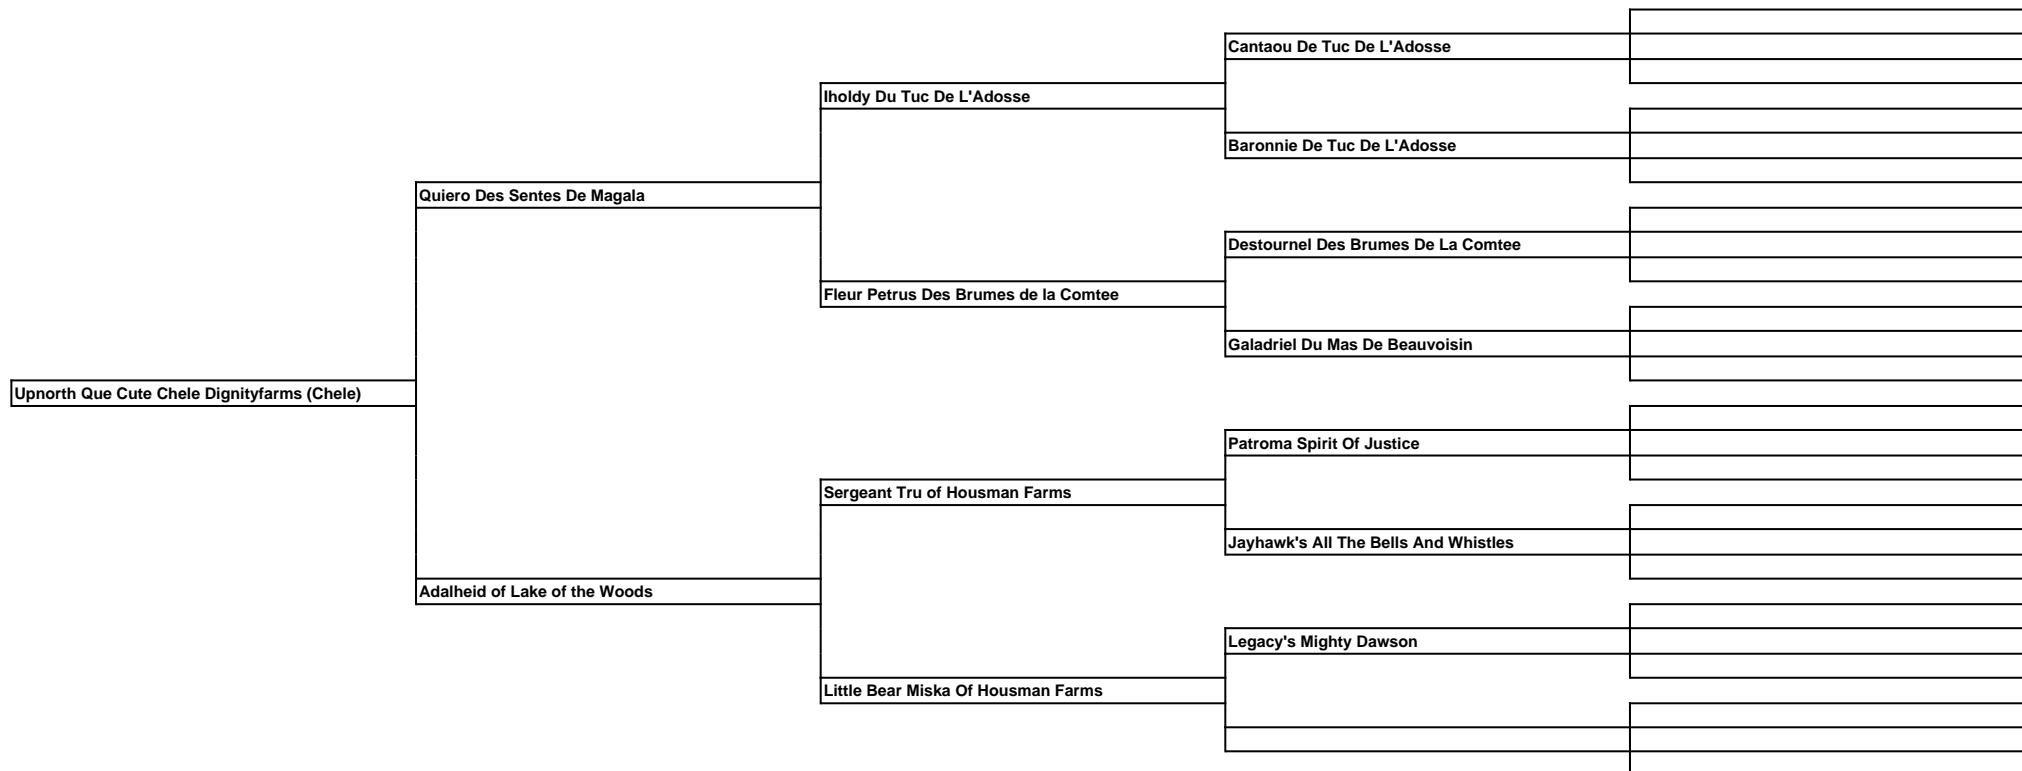 Cantaou De Tuc De L'Adosse
Iholdy Du Tuc De L'Adosse
Baronnie De Tuc De L'Adosse
Quiero Des Sentes De Magala
Destournel Des Brumes De La Comtee
Fleur Petrus Des Brumes de la Comtee
Galadriel Du Mas De Beauvoisin
Upnorth Que Cute Chele Dignityfarms (Chele)
Patroma Spirit Of Justice
Sergeant Tru of Housman Farms
Jayhawk's All The Bells And Whistles
Adalheid of Lake of the Woods
Legacy's Mighty Dawson
Little Bear Miska Of Housman Farms